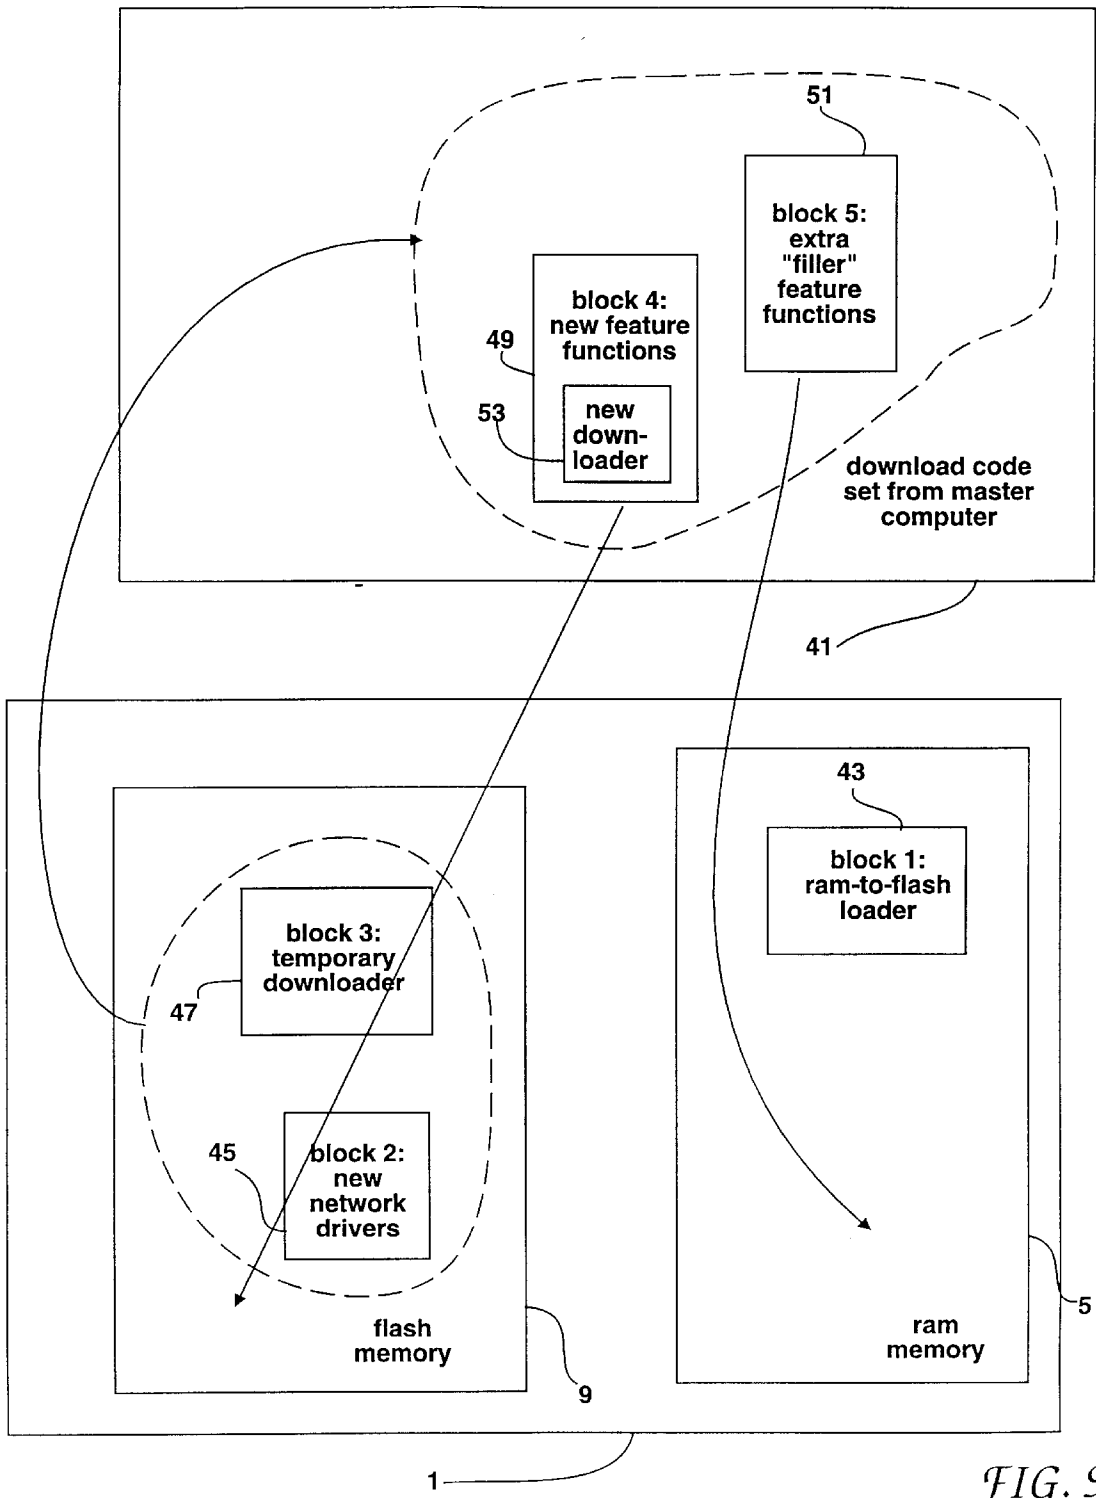 51
block 5:
extra
"filler"
feature
functions
block 4:
new feature
functions
49
53
new
down-
loader
download code
set from master
computer
41
43
block 1:
ram-to-flash
loader
block 3:
temporary
downloader
47
45
block 2:
new
network
drivers
flash
memory
ram
memory
5
9
1
FIG. 9